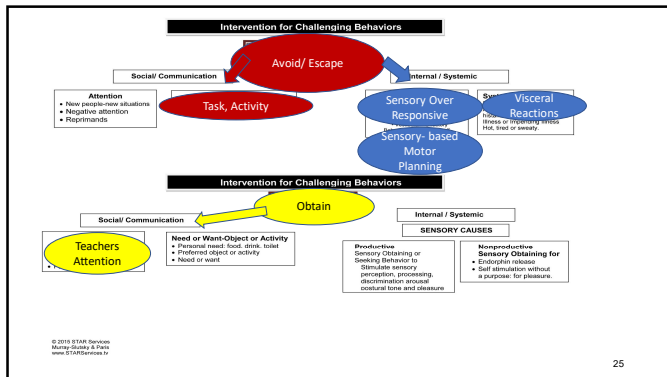 Intervention for Challenging Behaviors
Avoid/ Escape
Social/ Communication
Internal / Systemic
Attention
• New people-new situations
• Negative attention
• Reprimands
Task, Activity
Sensory Over
Responsive
Sensory- based
Motor
Planning
Visceral
Reactions
Illness or Impending Illness
Hot, tired or sweaty.
Intervention for Challenging Behaviors
Obtain
Social/ Communication
Internal / Systemic
SENSORY CAUSES
Teachers
Attention
Need or Want-Object or Activity
• Personal need: food. drink. toilet
• Preferred object or activity
• Need or want
Productive
Sensory Obtaining or
Seeking Behavior to
Stimulate sensory
perception, processing,
discrimination arousal
postural tone and pleasure
Nonproductive
Sensory Obtaining for
• Endorphin release
• Self stimulation without
a purpose: for pleasure.
© 2015 STAR Services
Murray-Slutsky & Paris
www.STARServices.tv
25